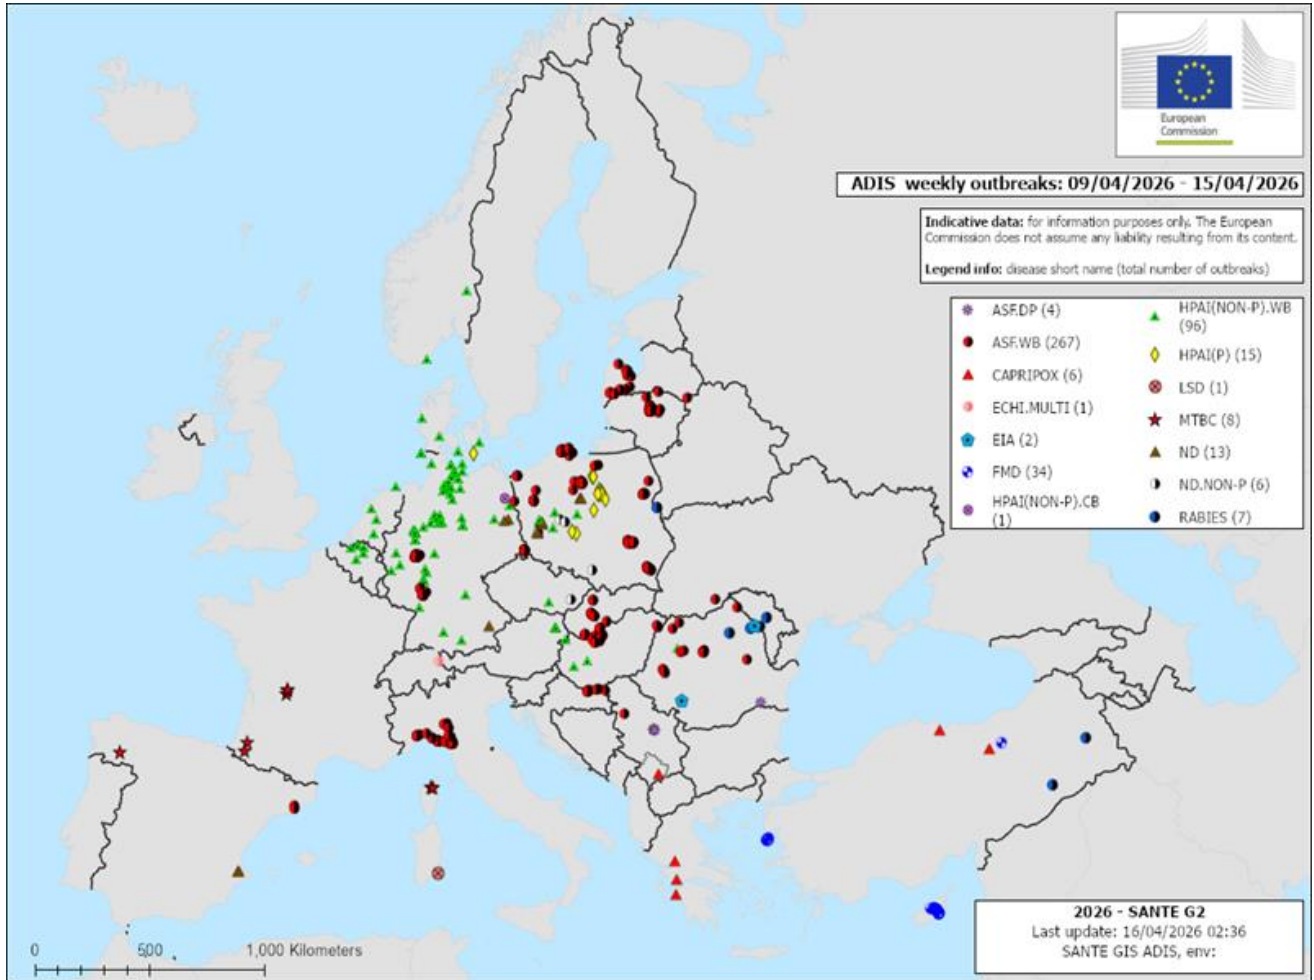 European
Commission
ADIS weekly outbreaks: 09/04/2026 - 15/04/2026
Indicative data: for information purposes only. The European
Commission does not assume any liability resulting from its content.
Legend info: disease short name (total number of outbreaks)
ASF.DP (4)
ASF.WB (267)
CAPRIPOX (6)
ECHI.MULTI (1)
EIA (2)
FMD (34)
HPAI(NON-P).CB
(1)
HPAI(NON-P).WB
(96)
HPAI(P) (15)
LSD (1)
MTBC (8)
ND (13)
ND.NON-P (6)
RABIES (7)
0 500 1,000 Kilometers
2026 - SANTE G2
Last update: 16/04/2026 02:36
SANTE GIS ADIS, env: